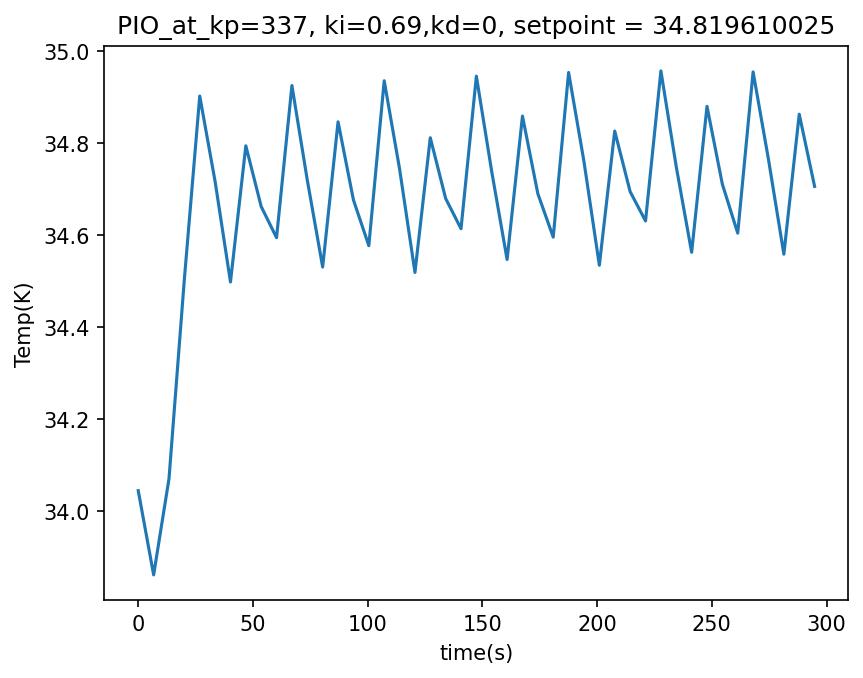 PIO_at_kp=337, ki=0.69,kd=0, setpoint = 34.819610025
35.0
34.8
34.6
34.4
34.2
34.0
Temp(K)
0 50 100 150 200 250 300
time(s)